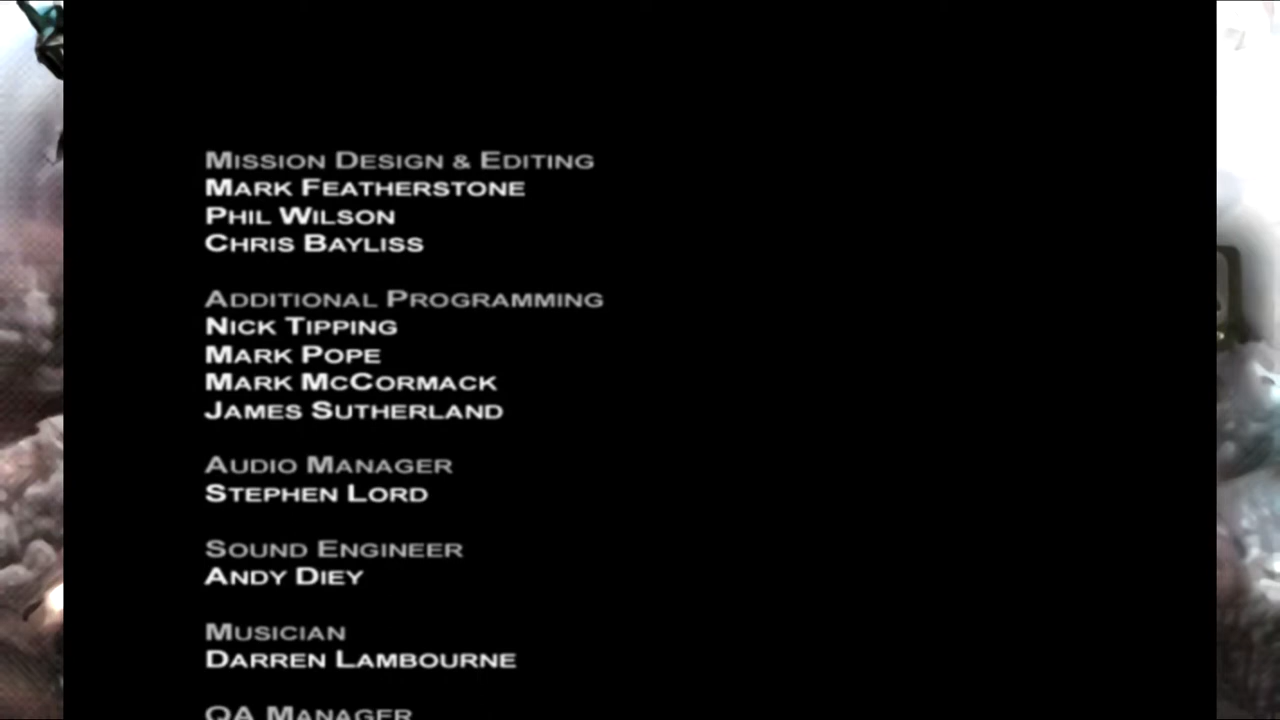 Mission Design & Editing
Mark Featherstone
Phil Wilson
Chris Bayliss
Additional Programming
Nick Tipping
Mark Pope
Mark McCormack
James Sutherland
Audio Manager
Stephen Lord
Sound Engineer
Andy Diey
Musician
Darren Lambourne
QA Manager